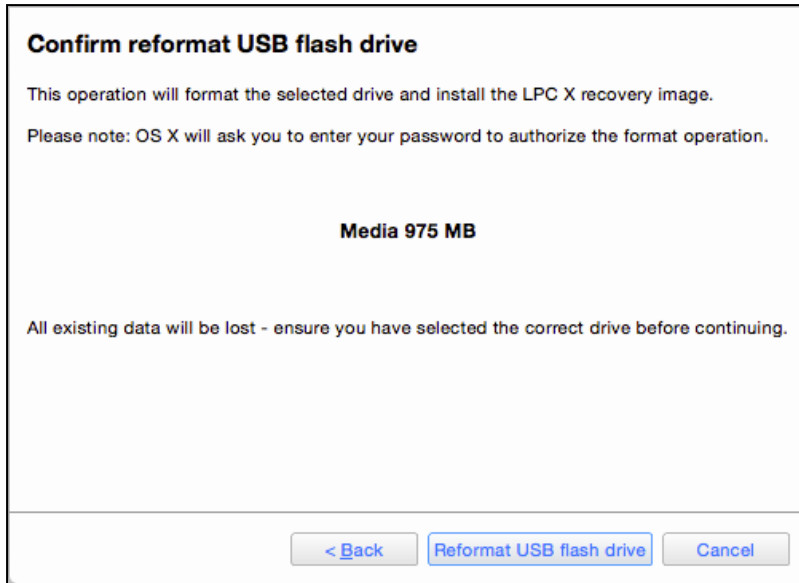 Confirm reformat USB flash drive
This operation will format the selected drive and install the LPC X recovery image.
Please note: OS X will ask you to enter your password to authorize the format operation.
Media 975 MB
All existing data will be lost - ensure you have selected the correct drive before continuing.
< Back Reformat USB flash drive Cancel